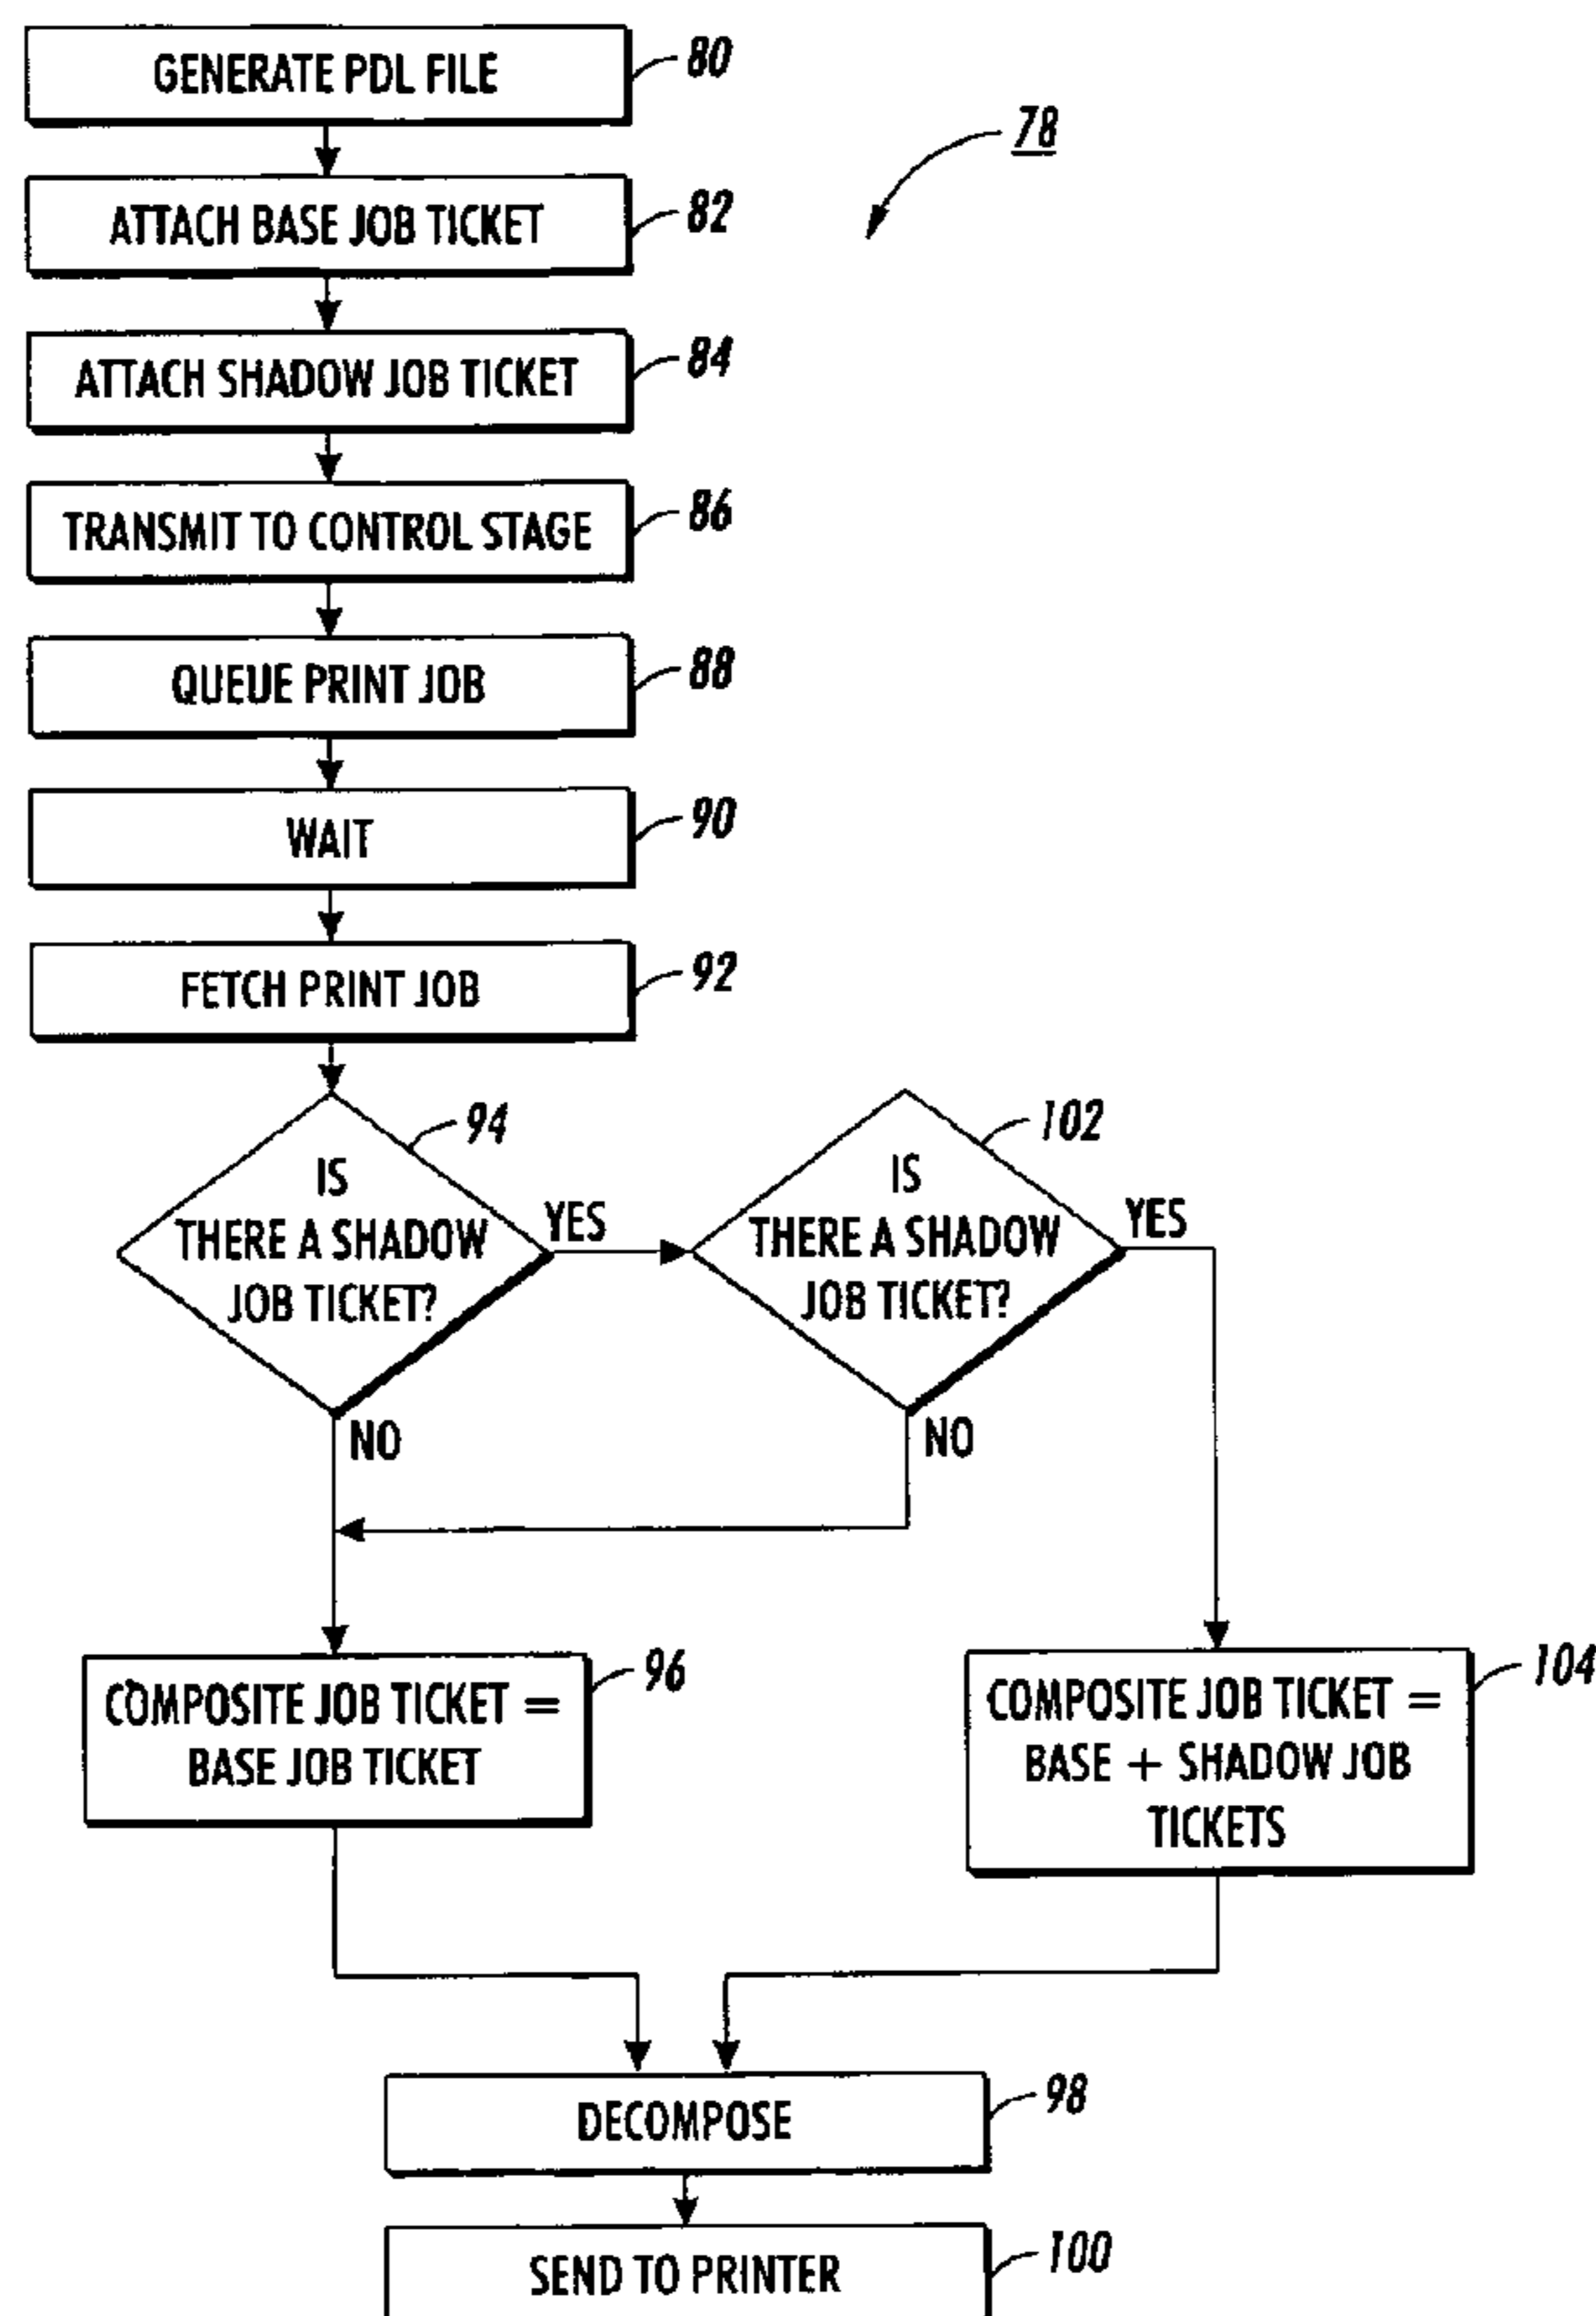 GENERATE PDL FILE
80
78
ATTACH BASE JOB TICKET
82
ATTACH SHADOW JOB TICKET
84
TRANSMIT TO CONTROL STAGE
86
QUEUE PRINT JOB
88
WAIT
90
FETCH PRINT JOB
92
94
IS
THERE A SHADOW
JOB TICKET?
YES
NO
102
IS
THERE A SHADOW
JOB TICKET?
YES
NO
COMPOSITE JOB TICKET =
BASE JOB TICKET
96
COMPOSITE JOB TICKET =
BASE + SHADOW JOB
TICKETS
104
DECOMPOSE
98
SEND TO PRINTER
100